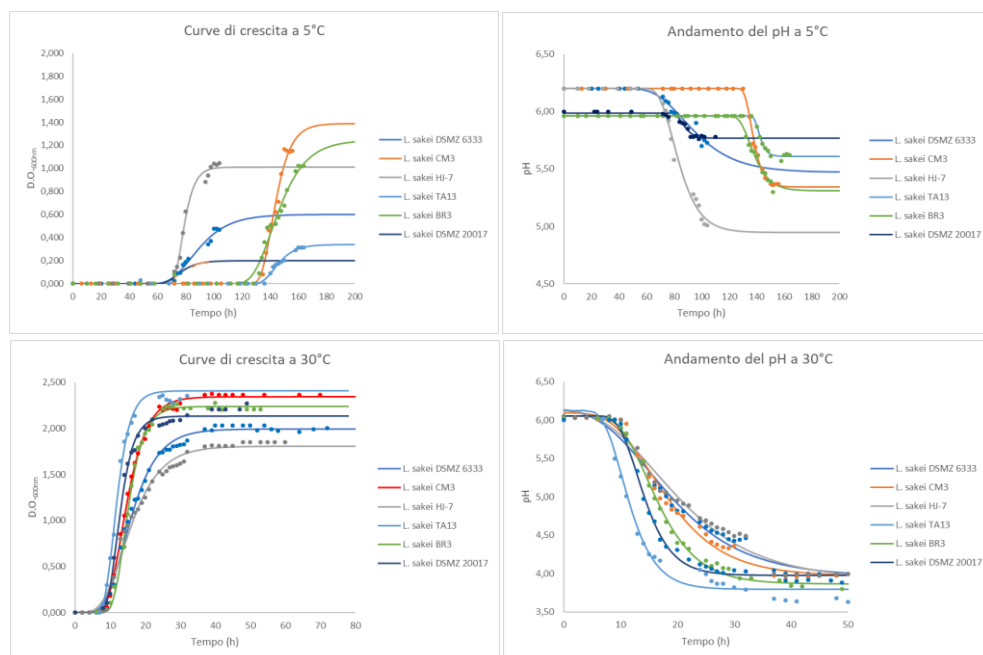 Curve di crescita a 5°C
2,000
1,800
1,600
1,400
1,200
1,000
0,800
0,600
0,400
0,200
0,000
D.O.600nm
0 20 40 60 80 100 120 140 160 180 200
Tempo (h)
L. sakei DSMZ 6333
L. sakei CM3
L. sakei HJ-7
L. sakei TA13
L. sakei BR3
L. sakei DSMZ 20017
Andamento del pH a 5°C
6,50
6,00
5,50
5,00
4,50
pH
0 20 40 60 80 100 120 140 160 180 200
Tempo (h)
L. sakei DSMZ 6333
L. sakei CM3
L. sakei HJ-7
L. sakei TA13
L. sakei BR3
L. sakei DSMZ 20017
Curve di crescita a 30°C
2,500
2,000
1,500
1,000
0,500
0,000
D.O.600nm
0 10 20 30 40 50 60 70 80
Tempo (h)
L. sakei DSMZ 6333
L. sakei CM3
L. sakei HJ-7
L. sakei TA13
L. sakei BR3
L. sakei DSMZ 20017
Andamento del pH a 30°C
6,50
6,00
5,50
5,00
4,50
4,00
3,50
pH
0 10 20 30 40 50
Tempo (h)
L. sakei DSMZ 6333
L. sakei CM3
L. sakei HJ-7
L. sakei TA13
L. sakei BR3
L. sakei DSMZ 20017